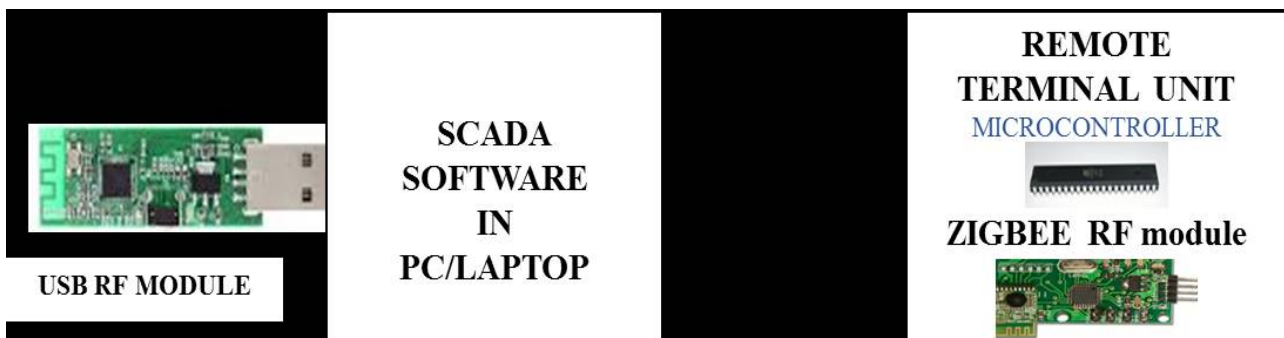 USB RF MODULE
SCADA
SOFTWARE
IN
PC/LAPTOP
REMOTE
TERMINAL UNIT
MICROCONTROLLER
ZIGBEE RF module